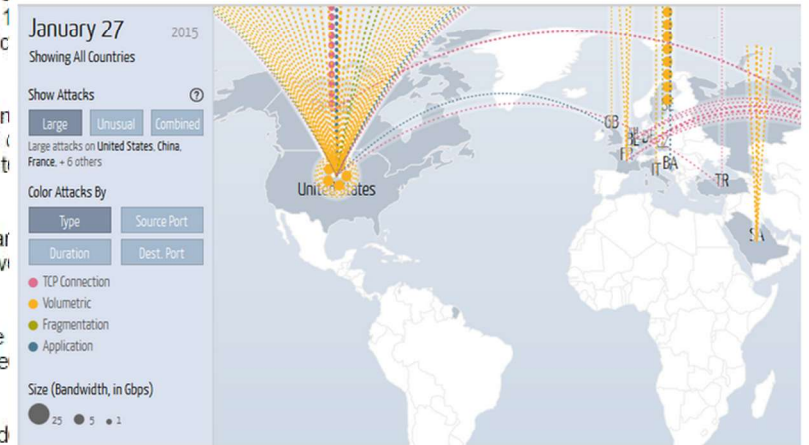 January 27 2015
Showing All Countries
Show Attacks ?
Large Unusual Combined
Large attacks on United States, China,
France, + 6 others
Color Attacks By
Type Source Port
Duration Dest. Port
TCP Connection
Volumetric
Fragmentation
Application
Size (Bandwidth, in Gbps)
25 5 1
GB
IT BA
TR
United States
SA